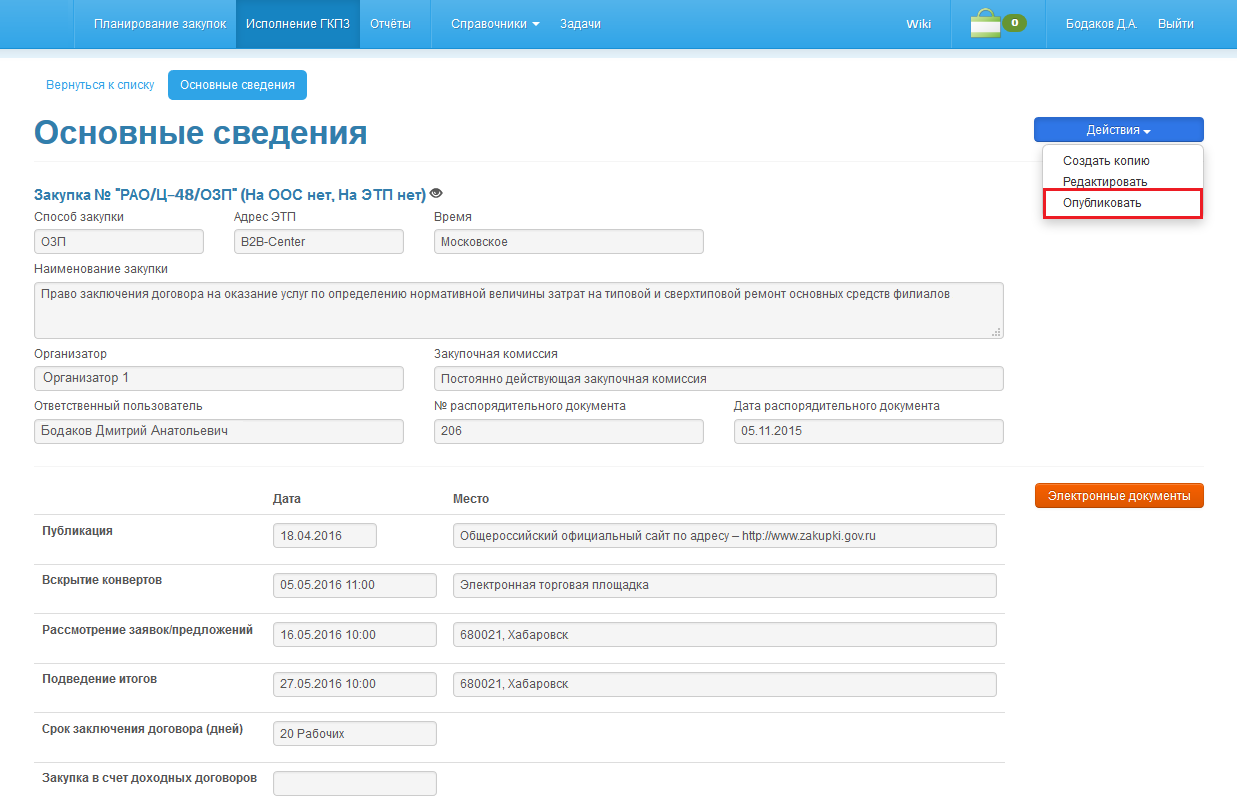 Планирование закупок Исполнение ГКПЗ Отчёты Справочники Задачи Wiki 0 Бодаков Д.А. Выйти
Вернуться к списку Основные сведения
Основные сведения
Действия
Создать копию
Редактировать
Опубликовать
Закупка № "РАО/Ц-48/ОЗП" (На ООС нет, На ЭТП нет)
Способ закупки Адрес ЭТП Время
ОЗП B2B-Center Московское
Наименование закупки
Право заключения договора на оказание услуг по определению нормативной величины затрат на типовой и сверхтиповой ремонт основных средств филиалов
Организатор Закупочная комиссия
Организатор 1 Постоянно действующая закупочная комиссия
Ответственный пользователь № распорядительного документа Дата распорядительного документа
Бодаков Дмитрий Анатольевич 206 05.11.2015
Дата Место Электронные документы
Публикация 18.04.2016 Общероссийский официальный сайт по адресу – http://www.zakupki.gov.ru
Вскрытие конвертов 05.05.2016 11:00 Электронная торговая площадка
Рассмотрение заявок/предложений 16.05.2016 10:00 680021, Хабаровск
Подведение итогов 27.05.2016 10:00 680021, Хабаровск
Срок заключения договора (дней) 20 Рабочих
Закупка в счет доходных договоров